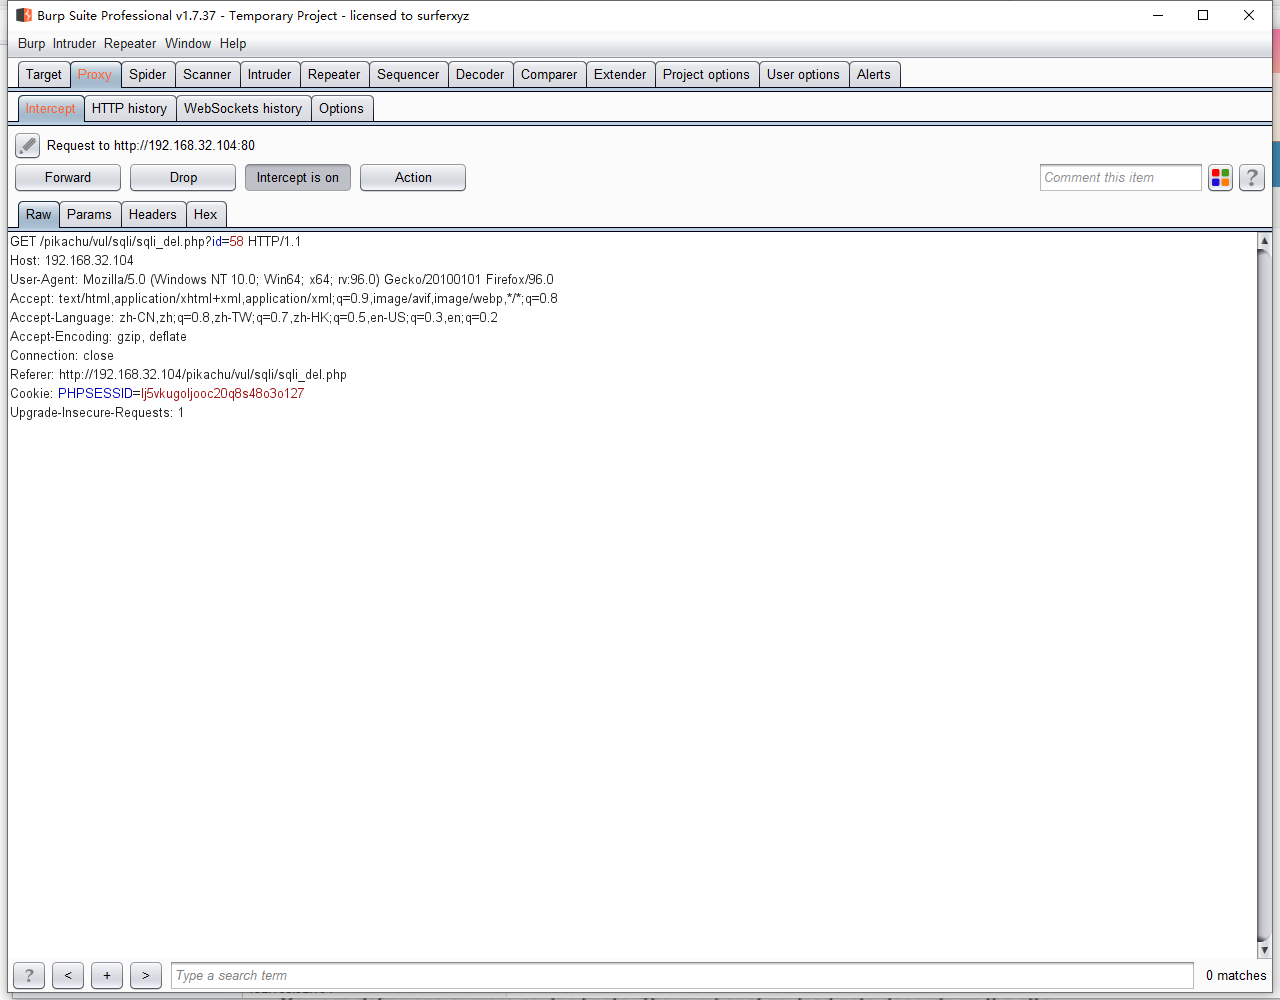 Burp Suite Professional v1.7.37 - Temporary Project - licensed to surferxyz
Burp Intruder Repeater Window Help
Target Proxy Spider Scanner Intruder Repeater Sequencer Decoder Comparer Extender Project options User options Alerts
Intercept HTTP history WebSockets history Options
Request to http://192.168.32.104:80
Forward Drop Intercept is on Action Comment this item ?
Raw Params Headers Hex
GET /pikachu/vul/sqli/sqli_del.php?id=58 HTTP/1.1
Host: 192.168.32.104
User-Agent: Mozilla/5.0 (Windows NT 10.0; Win64; x64; rv:96.0) Gecko/20100101 Firefox/96.0
Accept: text/html,application/xhtml+xml,application/xml;q=0.9,image/avif,image/webp,*/*;q=0.8
Accept-Language: zh-CN,zh;q=0.8,zh-TW;q=0.7,zh-HK;q=0.5,en-US;q=0.3,en;q=0.2
Accept-Encoding: gzip, deflate
Connection: close
Referer: http://192.168.32.104/pikachu/vul/sqli/sqli_del.php
Cookie: PHPSESSID=lj5vkugoljooc20q8s48o3o127
Upgrade-Insecure-Requests: 1
? < + > Type a search term 0 matches